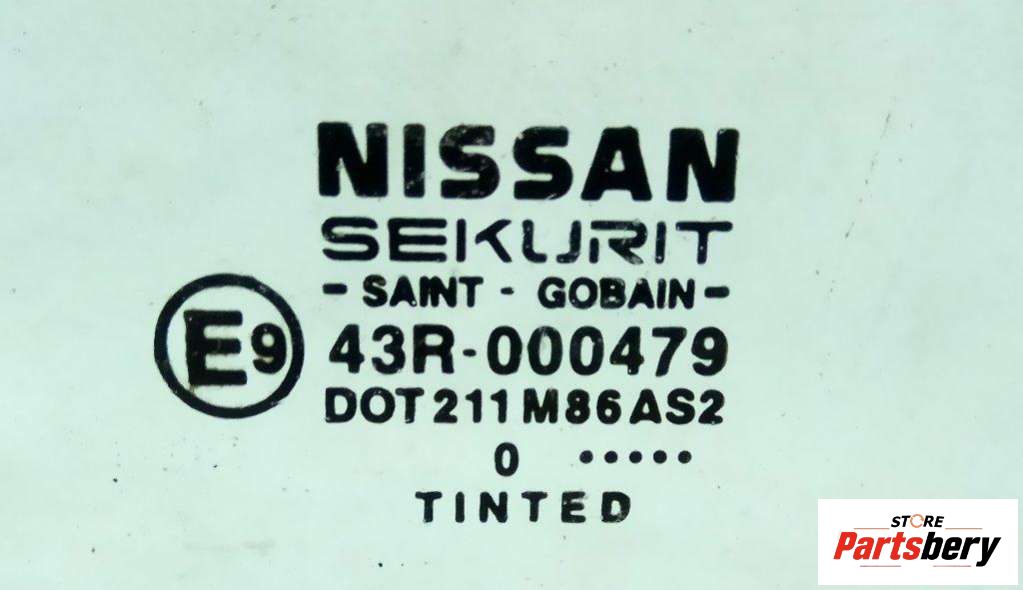 NISSAN
SEKURIT
- SAINT - GOBAIN -
E9 43R-000479
DOT 211 M86 AS2
0 •••••
TINTED
STORE
Partsbery